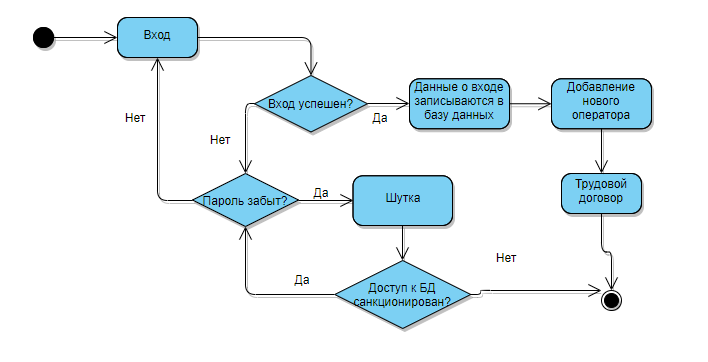 Вход
Вход успешен?
Да
Данные о входе
записываются в
базу данных
Добавление
нового
оператора
Нет
Нет
Пароль забыт?
Да
Шутка
Трудовой
договор
Да
Доступ к БД
санкционирован?
Нет